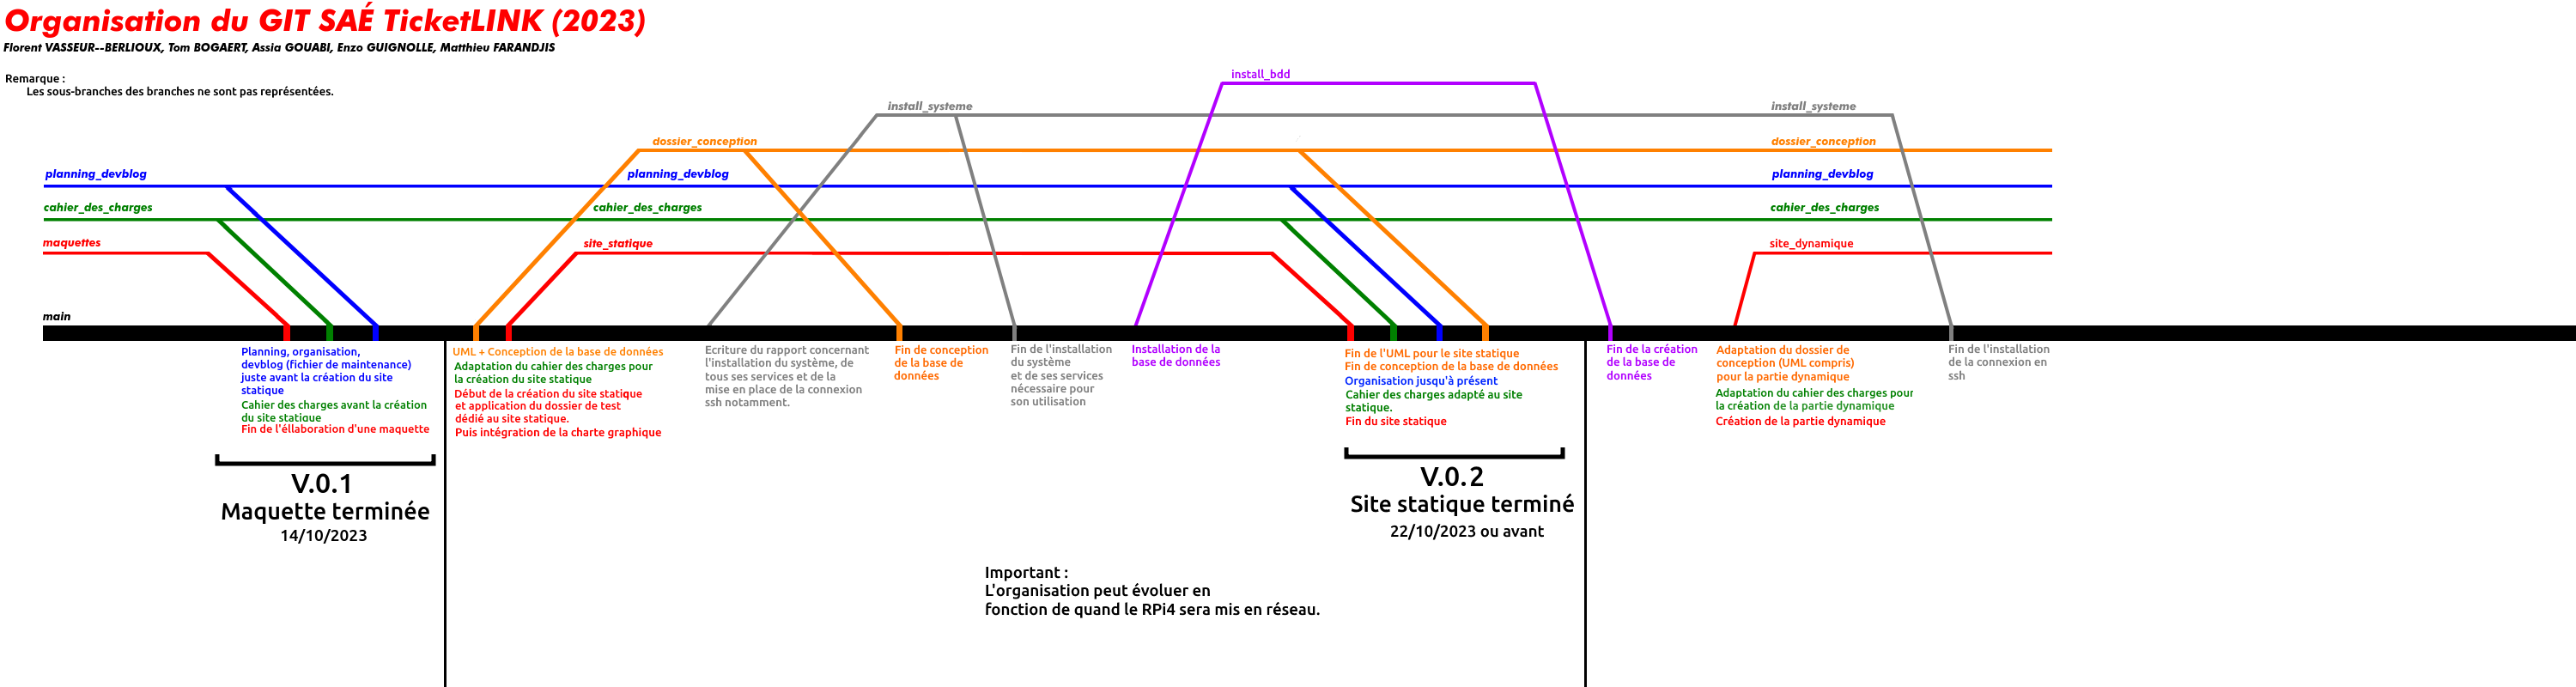 Organisation du GIT SAÉ TicketLINK (2023)
Florent VASSEUR--BERLIOUX, Tom BOGAERT, Assia GOUABI, Enzo GUIGNOLLE, Matthieu FARANDJIS
Remarque :
Les sous-branches des branches ne sont pas représentées.
install_bdd
install_systeme
install_systeme
dossier_conception
dossier_conception
planning_devblog
planning_devblog
planning_devblog
cahier_des_charges
cahier_des_charges
cahier_des_charges
maquettes
site_statique
site_dynamique
main
Planning, organisation,
devblog (fichier de maintenance)
juste avant la création du site
statique
Cahier des charges avant la création
du site statique
Fin de l'éllaboration d'une maquette
UML + Conception de la base de données
Adaptation du cahier des charges pour
la création du site statique
Début de la création du site statique
et application du dossier de test
dédié au site statique.
Puis intégration de la charte graphique
Ecriture du rapport concernant
l'installation du système, de
tous ses services et de la
mise en place de la connexion
ssh notamment.
Fin de conception
de la base de
données
Fin de l'installation
du système
et de ses services
nécessaire pour
son utilisation
Installation de la
base de données
Fin de l'UML pour le site statique
Fin de conception de la base de données
Organisation jusqu'à présent
Cahier des charges adapté au site
statique.
Fin du site statique
Fin de la création
de la base de
données
Adaptation du dossier de
conception (UML compris)
pour la partie dynamique
Adaptation du cahier des charges pour
la création de la partie dynamique
Création de la partie dynamique
Fin de l'installation
de la connexion en
ssh
V.0.1
Maquette terminée
14/10/2023
V.0.2
Site statique terminé
22/10/2023 ou avant
Important :
L'organisation peut évoluer en
fonction de quand le RPi4 sera mis en réseau.